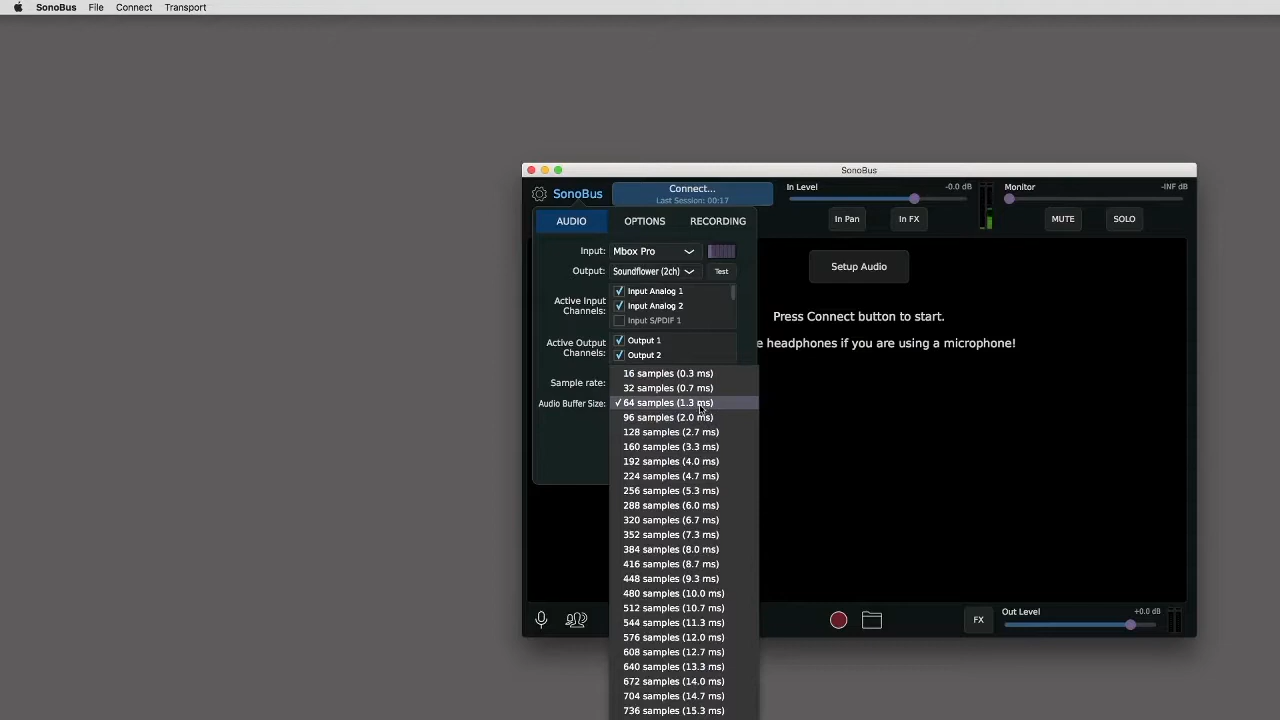 SonoBus File Connect Transport
SonoBus
SonoBus
Connect...
Last Session: 00:17
In Level
-0.0 dB
Monitor
-INF dB
In Pan
In FX
MUTE
SOLO
AUDIO
OPTIONS
RECORDING
Input:
Mbox Pro
Output:
Soundflower (2ch)
Test
Active Input
Channels:
Input Analog 1
Input Analog 2
Input S/PDIF 1
Active Output
Channels:
Output 1
Output 2
Sample rate:
Audio Buffer Size:
16 samples (0.3 ms)
32 samples (0.7 ms)
✓64 samples (1.3 ms)
96 samples (2.0 ms)
128 samples (2.7 ms)
160 samples (3.3 ms)
192 samples (4.0 ms)
224 samples (4.7 ms)
256 samples (5.3 ms)
288 samples (6.0 ms)
320 samples (6.7 ms)
352 samples (7.3 ms)
384 samples (8.0 ms)
416 samples (8.7 ms)
448 samples (9.3 ms)
480 samples (10.0 ms)
512 samples (10.7 ms)
544 samples (11.3 ms)
576 samples (12.0 ms)
608 samples (12.7 ms)
640 samples (13.3 ms)
672 samples (14.0 ms)
704 samples (14.7 ms)
736 samples (15.3 ms)
Setup Audio
Press Connect button to start.
e headphones if you are using a microphone!
FX
Out Level
+0.0 dB